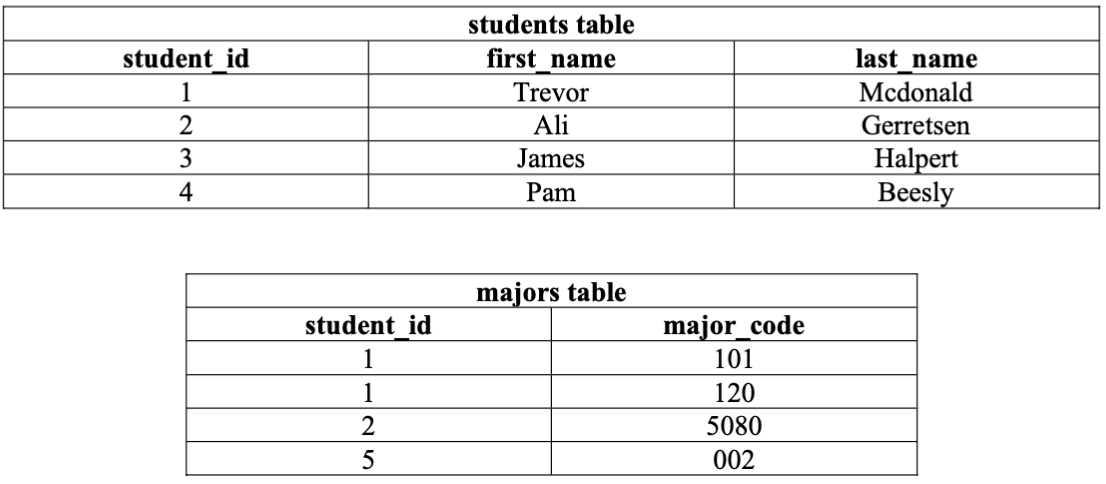 students table
student_id first_name last_name
1 Trevor Mcdonald
2 Ali Gerretsen
3 James Halpert
4 Pam Beesly
majors table
student_id major_code
1 101
1 120
2 5080
5 002